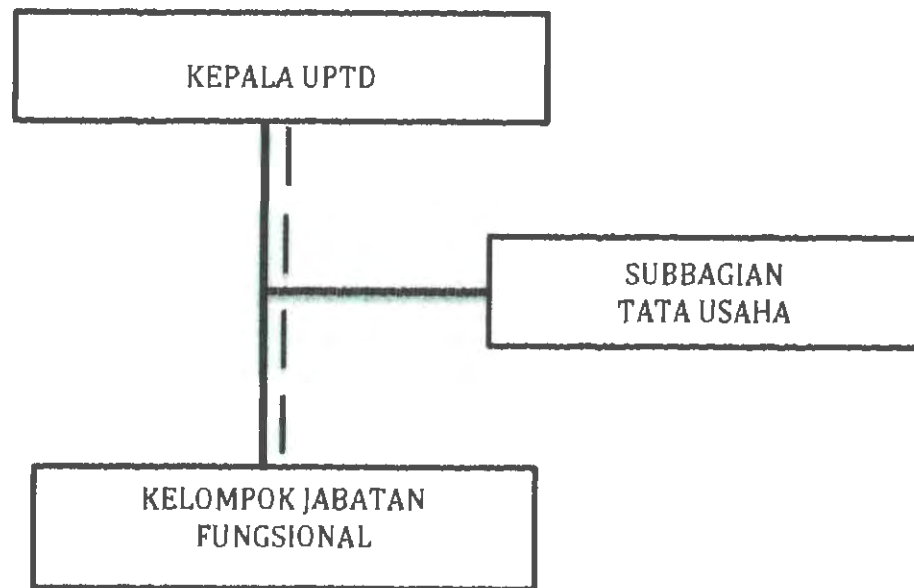 KEPALA UPTD
SUBBAGIAN
TATA USAHA
KELOMPOK JABATAN
FUNGSIONAL